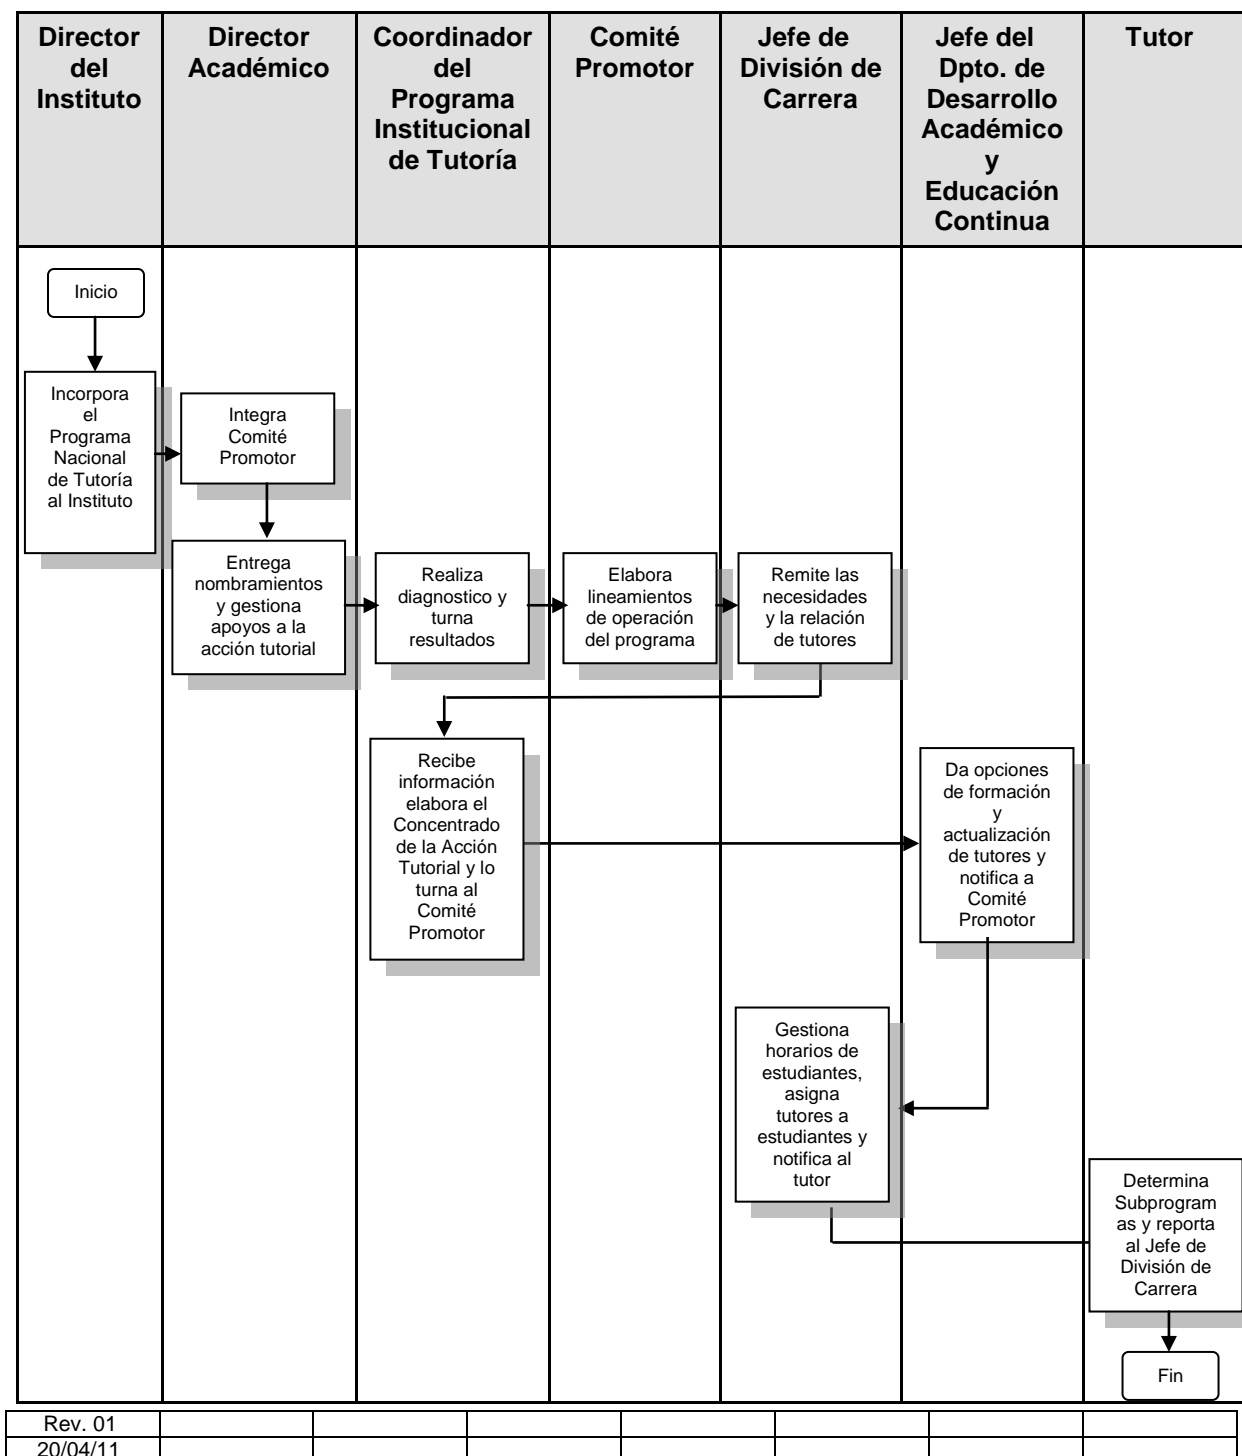 Director
del
Instituto
Director
Académico
Coordinador
del
Programa
Institucional
de Tutoría
Comité
Promotor
Jefe de
División de
Carrera
Jefe del
Dpto. de
Desarrollo
Académico
y
Educación
Continua
Tutor
Inicio
Incorpora
el
Programa
Nacional
de Tutoría
al Instituto
Integra
Comité
Promotor
Entrega
nombramientos
y gestiona
apoyos a la
acción tutorial
Realiza
diagnostico y
turna
resultados
Elabora
lineamientos
de operación
del programa
Remite las
necesidades
y la relación
de tutores
Recibe
información
elabora el
Concentrado
de la Acción
Tutorial y lo
turna al
Comité
Promotor
Da opciones
de formación
y
actualización
de tutores y
notifica a
Comité
Promotor
Gestiona
horarios de
estudiantes,
asigna
tutores a
estudiantes y
notifica al
tutor
Determina
Subprogram
as y reporta
al Jefe de
División de
Carrera
Fin
Rev. 01
20/04/11